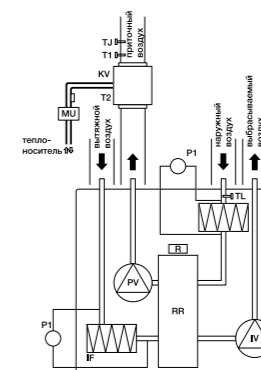 TJ
T1
приточный
воздух
KV
T2
MU
тепло-
носитель
вытяжной
воздух
наружный
воздух
выбрасываемый
воздух
P1
TL
R
PV
RR
P1
IF
IV